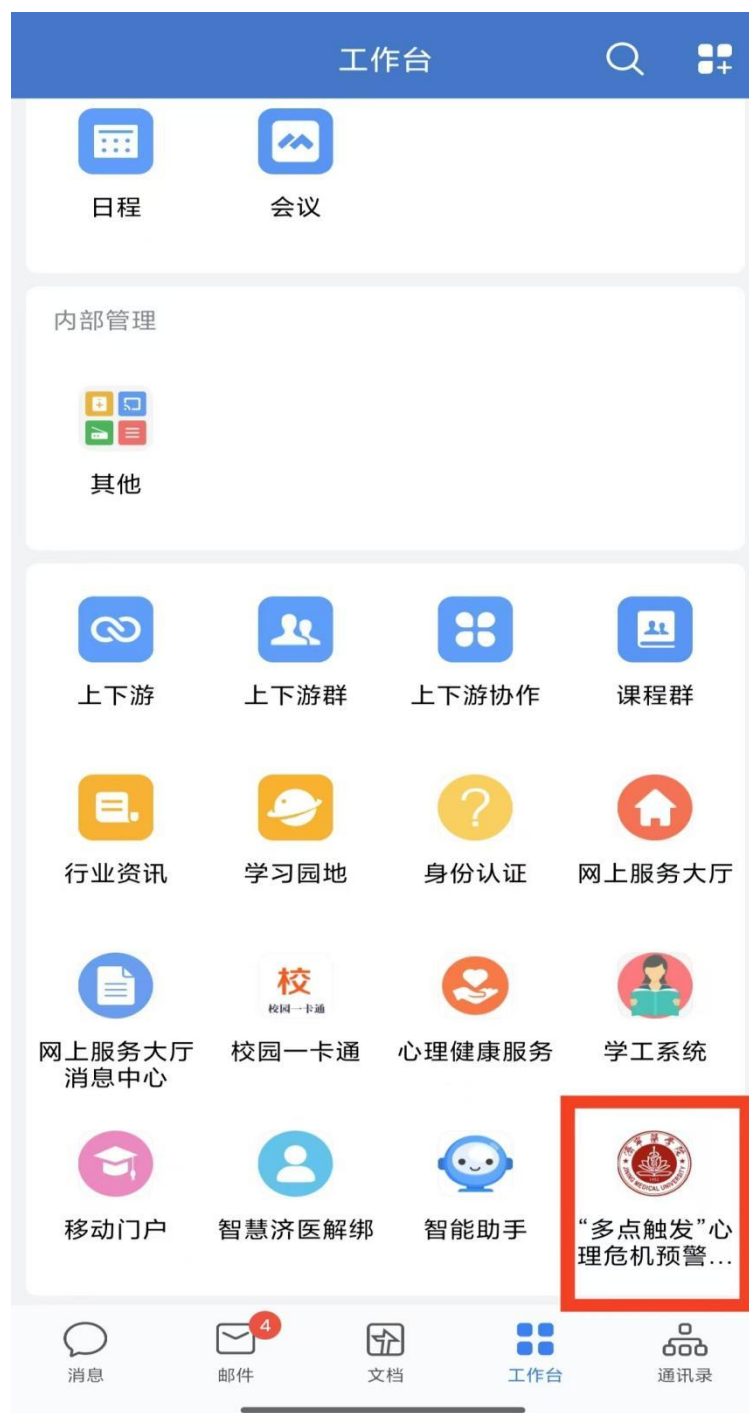 工作台
日程
会议
内部管理
其他
上下游
上下游群
上下游协作
课程群
行业资讯
学习园地
身份认证
网上服务大厅
校
校园一卡通
网上服务大厅
消息中心
校园一卡通
心理健康服务
学工系统
JINING MEDICAL UNIVERSITY
移动门户
智慧济医解绑
智能助手
“多点触发”心
理危机预警...
4
消息
邮件
文档
工作台
通讯录